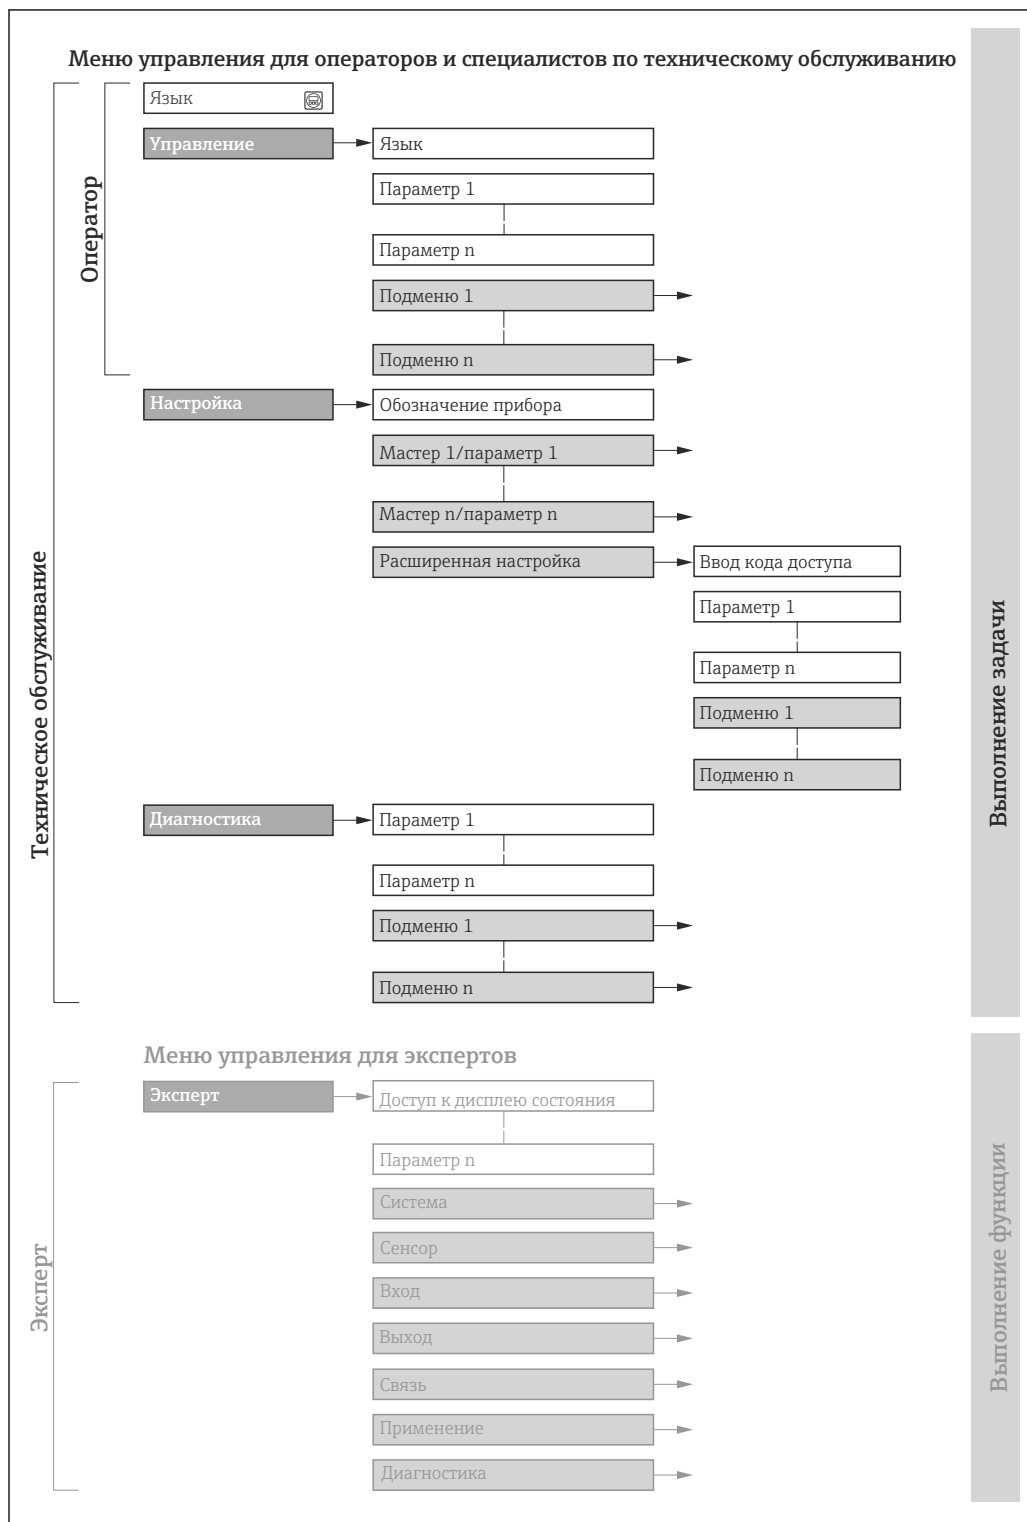 Меню управления для операторов и специалистов по техническому обслуживанию
Язык
Управление
Язык
Параметр 1
Параметр n
Подменю 1
Подменю n
Оператор
Настройка
Обозначение прибора
Мастер 1/параметр 1
Мастер n/параметр n
Расширенная настройка
Ввод кода доступа
Параметр 1
Параметр n
Подменю 1
Подменю n
Техническое обслуживание
Выполнение задачи
Диагностика
Параметр 1
Параметр n
Подменю 1
Подменю n
Меню управления для экспертов
Эксперт
Доступ к дисплею состояния
Параметр n
Система
Сенсор
Вход
Выход
Связь
Применение
Диагностика
Эксперт
Выполнение функции